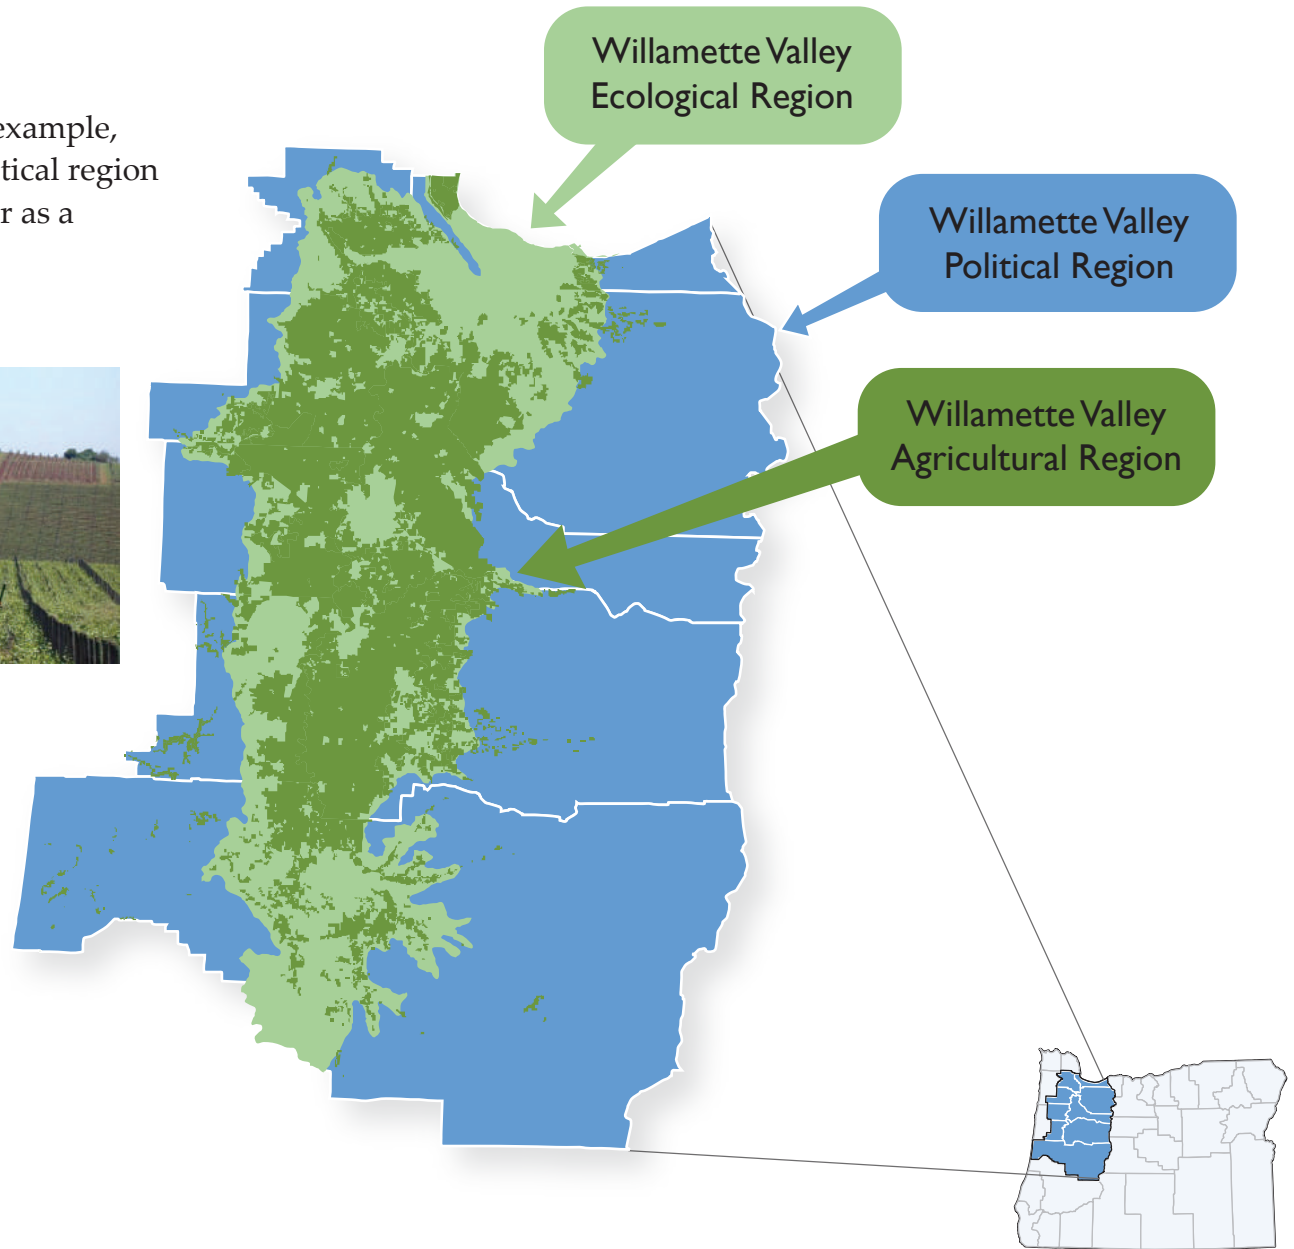 example,
tical region
r as a
Willamette Valley
Ecological Region
Willamette Valley
Political Region
Willamette Valley
Agricultural Region